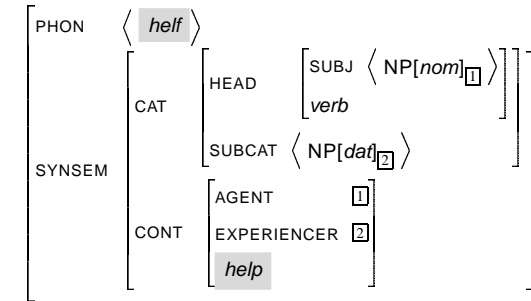 PHON ⟨ helf ⟩
SUBJ ⟨ NP[nom]1 ⟩
HEAD
CAT verb
SUBCAT ⟨ NP[dat]2 ⟩
SYNSEM
AGENT 1
CONT EXPERIENCER 2
help